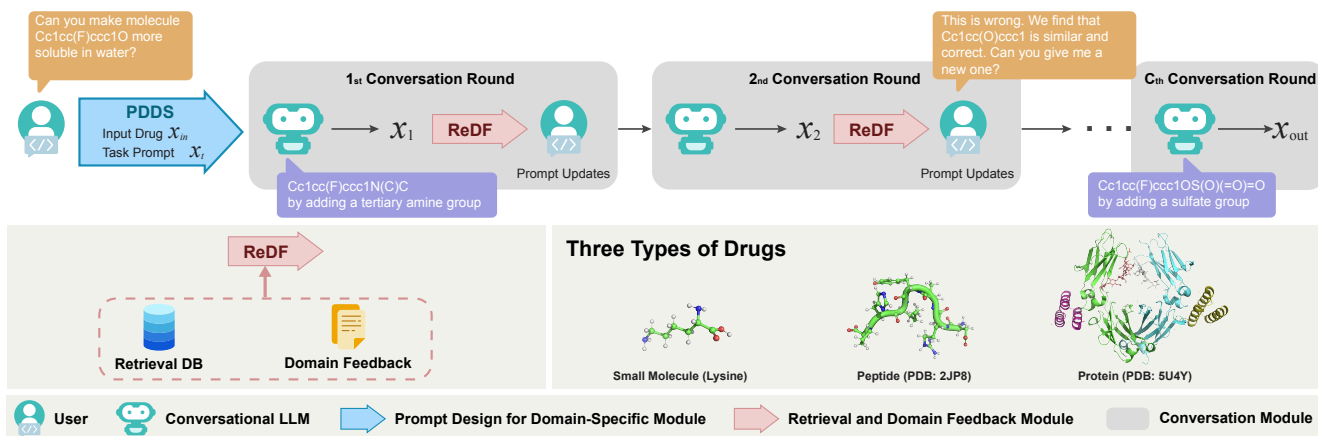 Can you make molecule
Cc1cc(F)ccc1O more
soluble in water?
This is wrong. We find that
Cc1cc(O)ccc1 is similar and
correct. Can you give me a
new one?
1st Conversation Round
2nd Conversation Round
Cth Conversation Round
PDDS
Input Drug xin
Task Prompt xt
x1
ReDF
x2
ReDF
xout
Prompt Updates
Prompt Updates
Cc1cc(F)ccc1N(C)C
by adding a tertiary amine group
Cc1cc(F)ccc1OS(O)(=O)=O
by adding a sulfate group
ReDF
Retrieval DB
Domain Feedback
Three Types of Drugs
Small Molecule (Lysine)
Peptide (PDB: 2JP8)
Protein (PDB: 5U4Y)
User
Conversational LLM
Prompt Design for Domain-Specific Module
Retrieval and Domain Feedback Module
Conversation Module